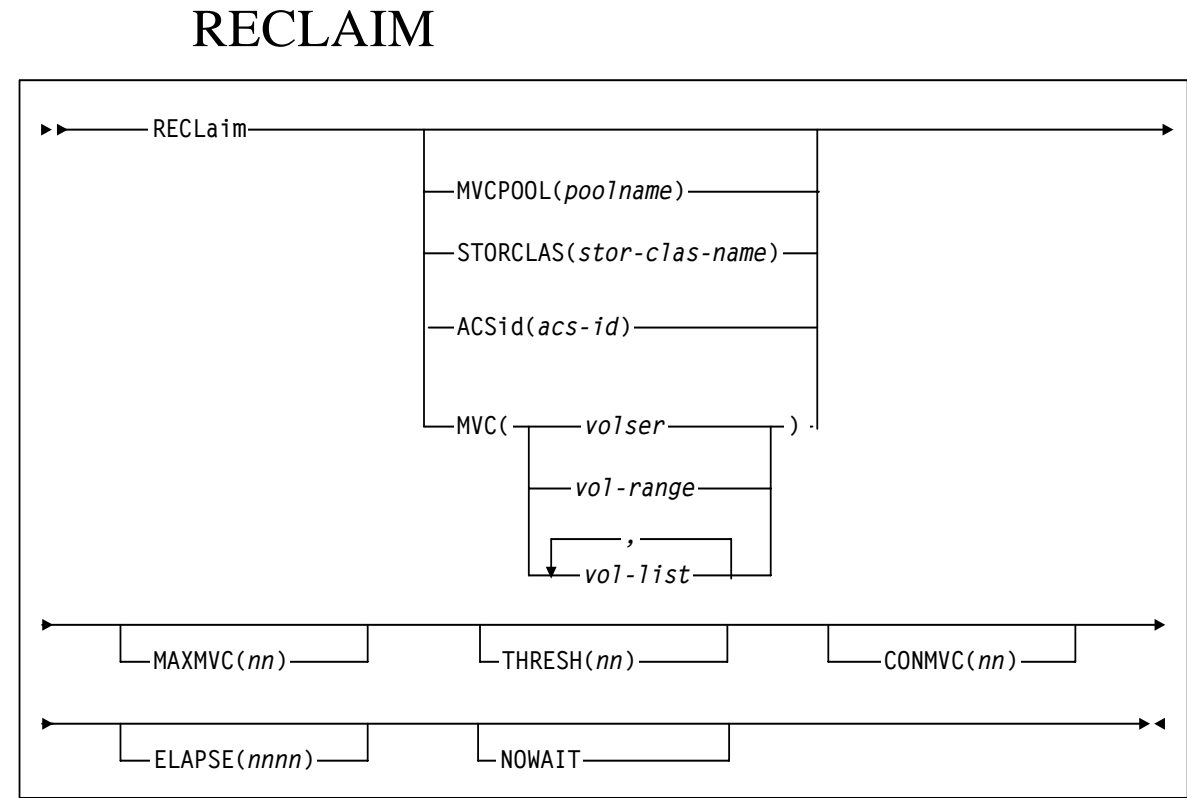 RECLAIM
RECLaim
MVCPOOL(poolname)
STORCLAS(stor-clas-name)
ACSid(acs-id)
MVC( volser )
vol-range
,
vol-list
MAXMVC(nn) THRESH(nn) CONMVC(nn)
ELAPSE(nnnn) NOWAIT